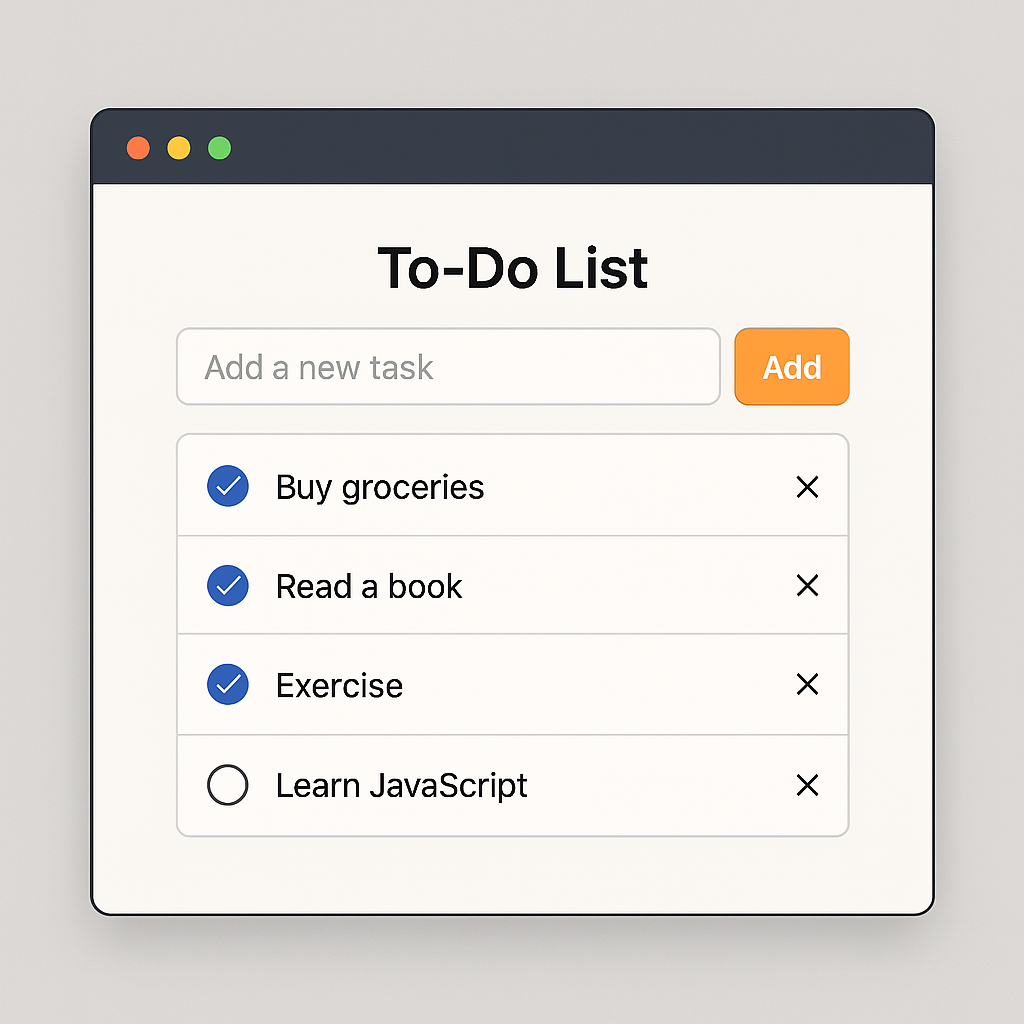 To-Do List
Add a new task
Add
Buy groceries
Read a book
Exercise
Learn JavaScript